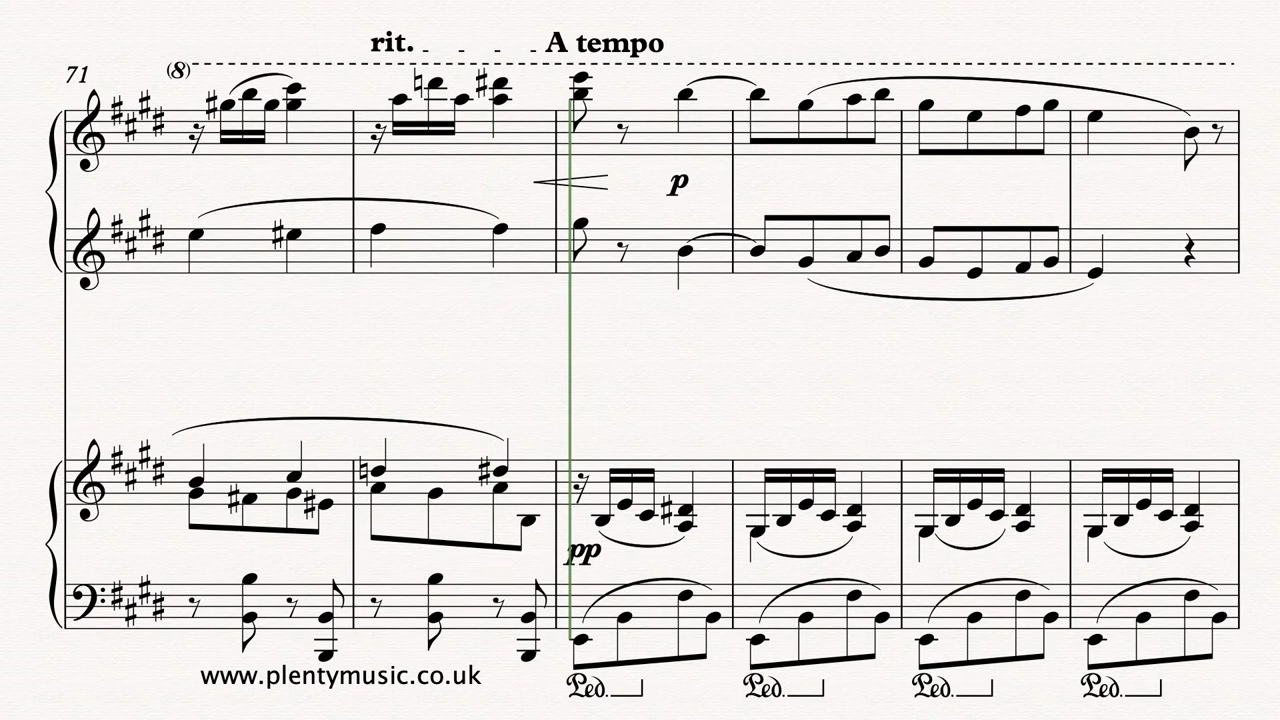 rit. A tempo
71 (8)
p
pp
Ped. Ped. Ped. Ped.
www.plentymusic.co.uk